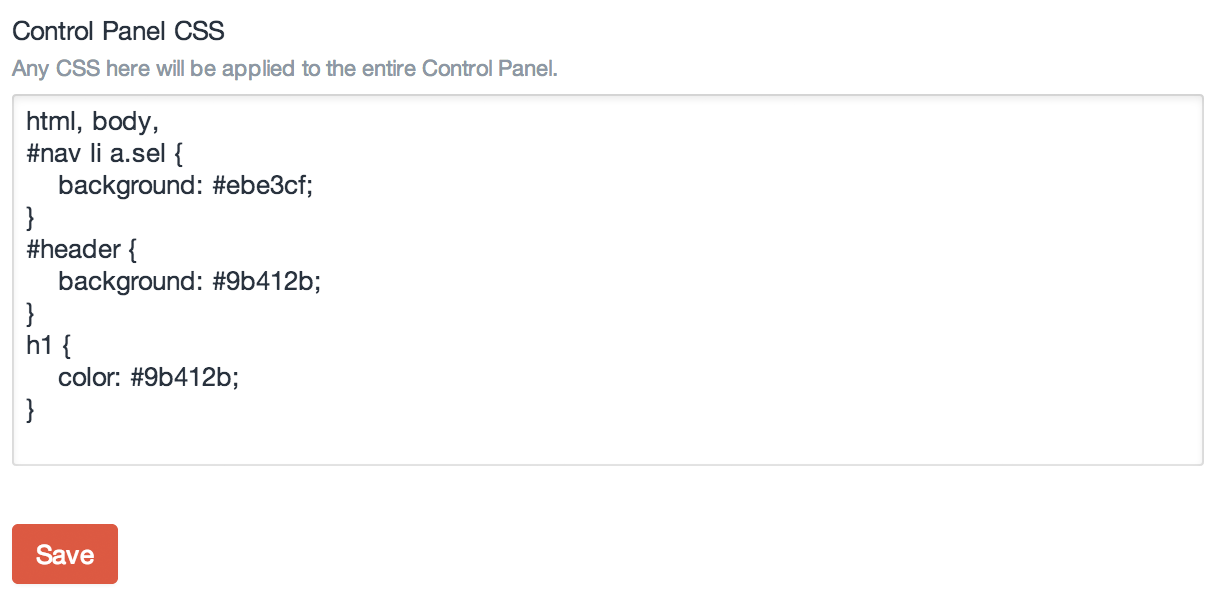 Control Panel CSS
Any CSS here will be applied to the entire Control Panel.
html, body,
#nav li a.sel {
    background: #ebe3cf;
}
#header {
    background: #9b412b;
}
h1 {
    color: #9b412b;
}
Save